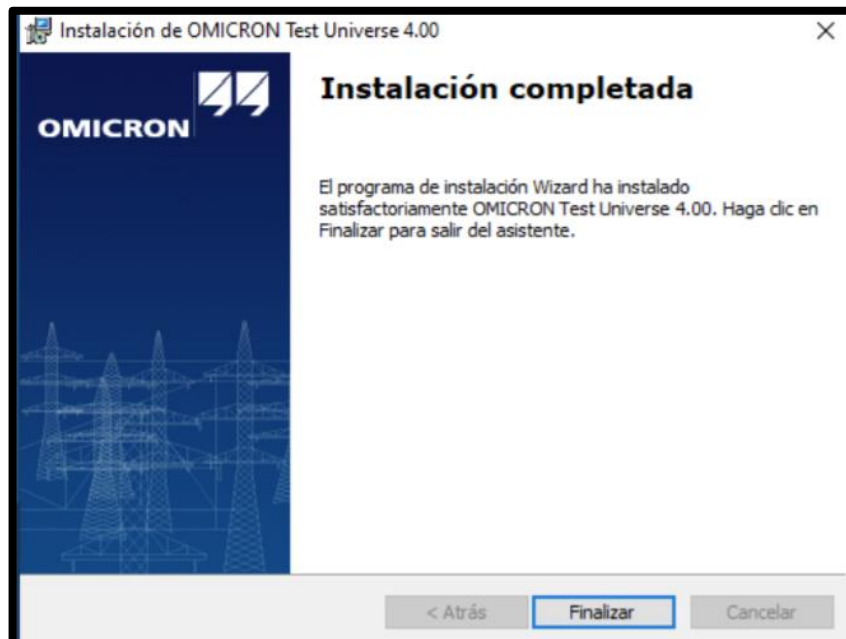 Instalación de OMICRON Test Universe 4.00
OMICRON
Instalación completada
El programa de instalación Wizard ha instalado
satisfactoriamente OMICRON Test Universe 4.00. Haga clic en
Finalizar para salir del asistente.
< Atrás
Finalizar
Cancelar